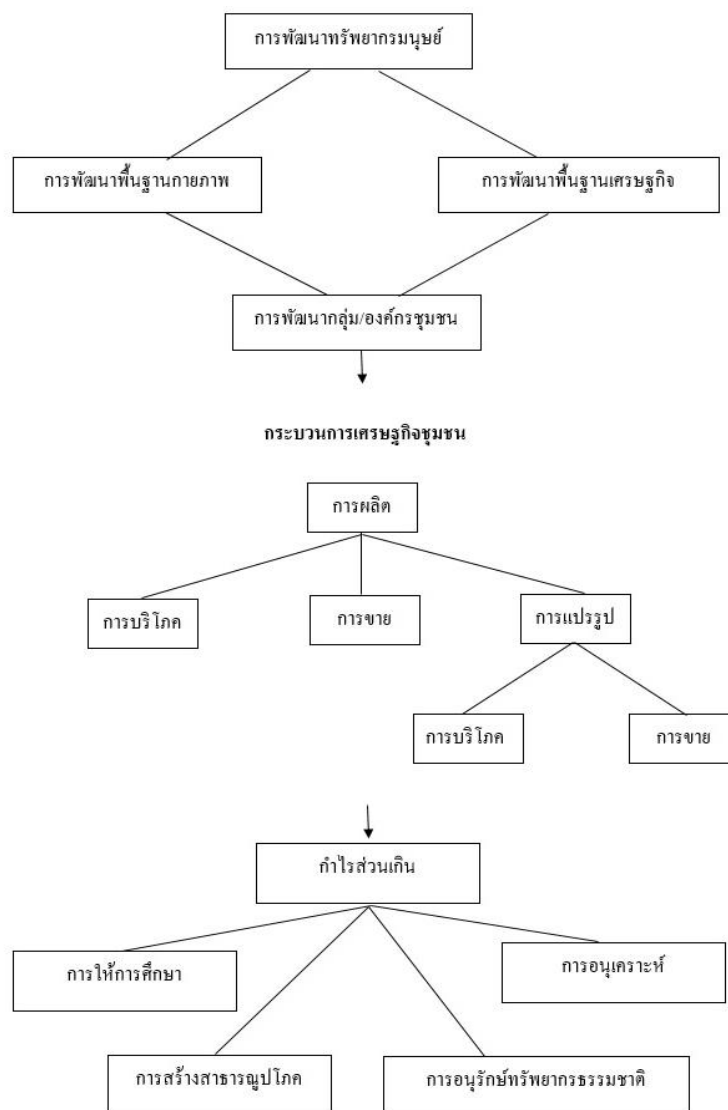 การพัฒนาทรัพยากรมนุษย์
การพัฒนาพื้นฐานกายภาพ
การพัฒนาพื้นฐานเศรษฐกิจ
การพัฒนากลุ่ม/องค์กรชุมชน
กระบวนการเศรษฐกิจชุมชน
การผลิต
การบริโภค
การขาย
การแปรรูป
การบริโภค
การขาย
กำไรส่วนเกิน
การให้การศึกษา
การอนุเคราะห์
การสร้างสาธารณูปโภค
การอนุรักษ์ทรัพยากรธรรมชาติ